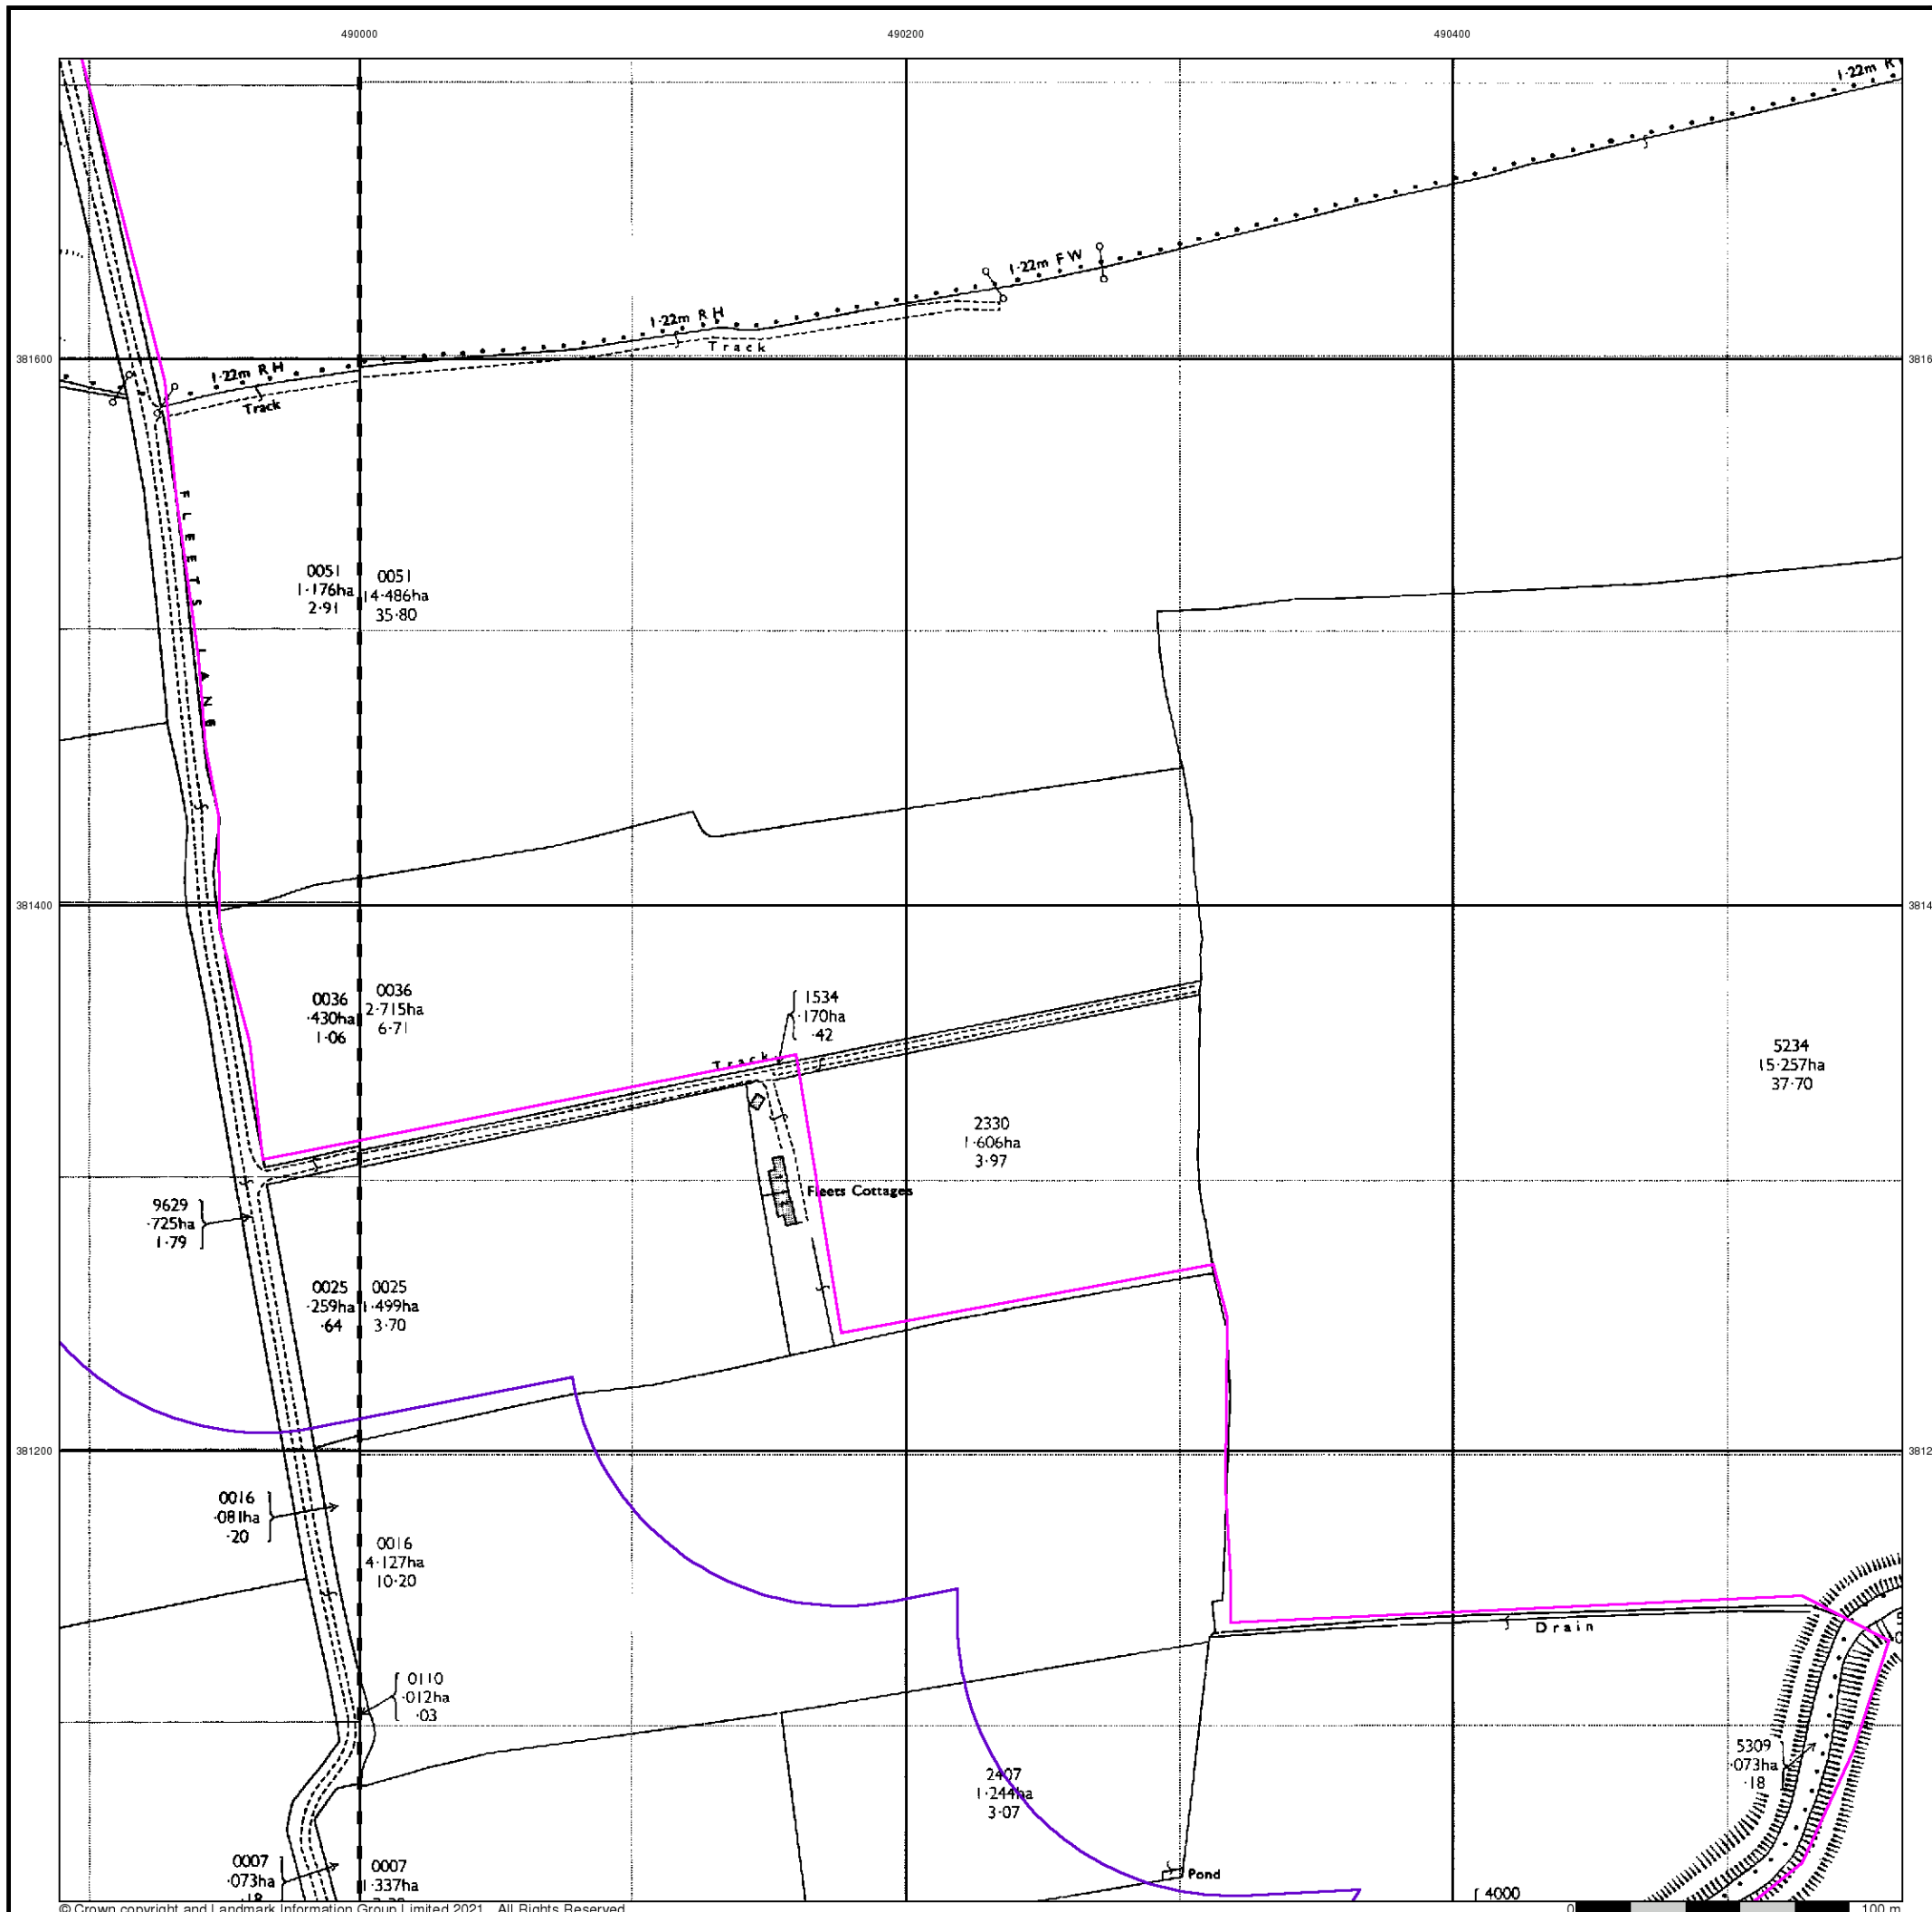 490000
490200
490400
1·22m R
1·22m F W
1·22m R H
Track
381600
3816
1·22m R H
Track
FLEETS LANE
0051
1·176ha
2·91
0051
14·486ha
35·80
381400
3814
0036
·430ha
1·06
0036
2·715ha
6·71
1534
·170ha
·42
Track
5234
15·257ha
37·70
2330
1·606ha
3·97
Fleets Cottages
9629
·725ha
1·79
0025
·259ha
·64
0025
1·499ha
3·70
381200
3812
0016
·081ha
·20
0016
4·127ha
10·20
Drain
0110
·012ha
·03
5309
·073ha
·18
2407
1·244ha
3·07
Pond
0007
·073ha
·18
0007
1·337ha
4000
© Crown copyright and Landmark Information Group Limited 2021. All Rights Reserved
0
100 m